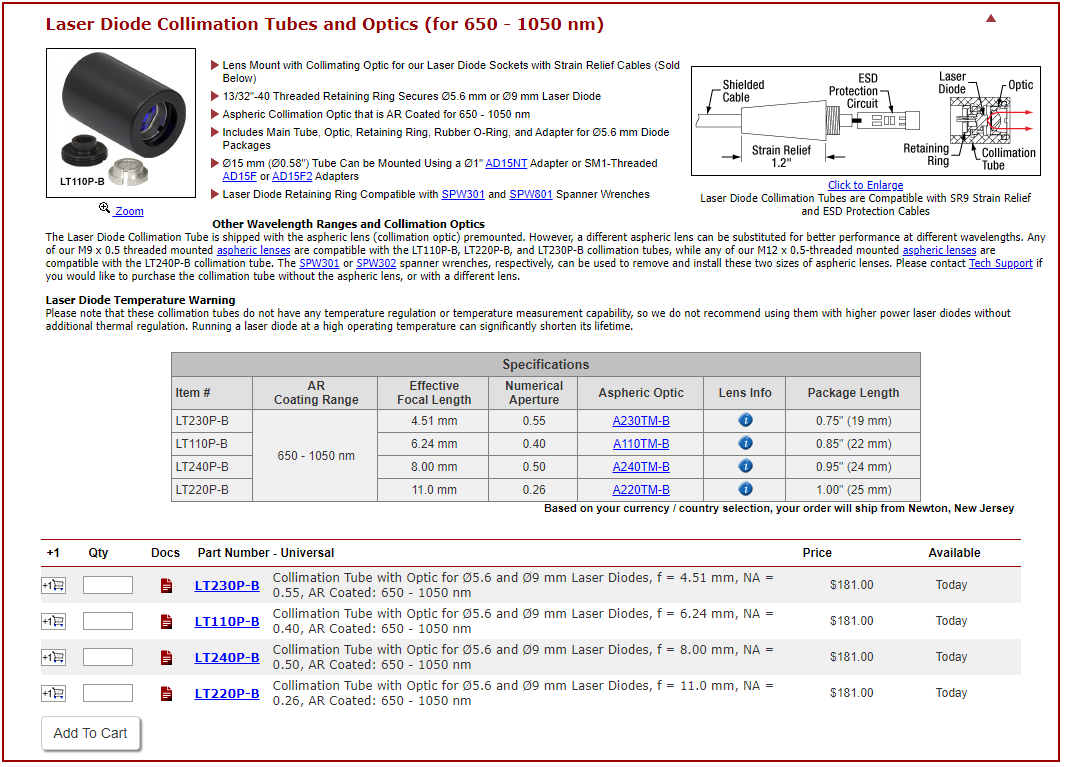 Laser Diode Collimation Tubes and Optics (for 650 - 1050 nm)
LT110P-B
Zoom
Lens Mount with Collimating Optic for our Laser Diode Sockets with Strain Relief Cables (Sold
Below)
13/32"-40 Threaded Retaining Ring Secures Ø5.6 mm or Ø9 mm Laser Diode
Aspheric Collimation Optic that is AR Coated for 650 - 1050 nm
Includes Main Tube, Optic, Retaining Ring, Rubber O-Ring, and Adapter for Ø5.6 mm Diode
Packages
Ø15 mm (Ø0.58") Tube Can be Mounted Using a Ø1" AD15NT Adapter or SM1-Threaded
AD15F or AD15F2 Adapters
Laser Diode Retaining Ring Compatible with SPW301 and SPW801 Spanner Wrenches
Shielded
Cable
ESD
Protection
Circuit
Laser
Diode
Optic
Strain Relief
1.2"
Retaining
Ring
Collimation
Tube
Click to Enlarge
Laser Diode Collimation Tubes are Compatible with SR9 Strain Relief
and ESD Protection Cables
Other Wavelength Ranges and Collimation Optics
The Laser Diode Collimation Tube is shipped with the aspheric lens (collimation optic) premounted. However, a different aspheric lens can be substituted for better performance at different wavelengths. Any
of our M9 x 0.5 threaded mounted aspheric lenses are compatible with the LT110P-B, LT220P-B, and LT230P-B collimation tubes, while any of our M12 x 0.5-threaded mounted aspheric lenses are
compatible with the LT240P-B collimation tube. The SPW301 or SPW302 spanner wrenches, respectively, can be used to remove and install these two sizes of aspheric lenses. Please contact Tech Support if
you would like to purchase the collimation tube without the aspheric lens, or with a different lens.
Laser Diode Temperature Warning
Please note that these collimation tubes do not have any temperature regulation or temperature measurement capability, so we do not recommend using them with higher power laser diodes without
additional thermal regulation. Running a laser diode at a high operating temperature can significantly shorten its lifetime.
Specifications
Item # AR Coating Range Effective Focal Length Numerical Aperture Aspheric Optic Lens Info Package Length
LT230P-B 650 - 1050 nm 4.51 mm 0.55 A230TM-B i 0.75" (19 mm)
LT110P-B 6.24 mm 0.40 A110TM-B i 0.85" (22 mm)
LT240P-B 8.00 mm 0.50 A240TM-B i 0.95" (24 mm)
LT220P-B 11.0 mm 0.26 A220TM-B i 1.00" (25 mm)
Based on your currency / country selection, your order will ship from Newton, New Jersey
+1 Qty Docs Part Number - Universal Price Available
+1 LT230P-B Collimation Tube with Optic for Ø5.6 and Ø9 mm Laser Diodes, f = 4.51 mm, NA = $181.00 Today
0.55, AR Coated: 650 - 1050 nm
+1 LT110P-B Collimation Tube with Optic for Ø5.6 and Ø9 mm Laser Diodes, f = 6.24 mm, NA = $181.00 Today
0.40, AR Coated: 650 - 1050 nm
+1 LT240P-B Collimation Tube with Optic for Ø5.6 and Ø9 mm Laser Diodes, f = 8.00 mm, NA = $181.00 Today
0.50, AR Coated: 650 - 1050 nm
+1 LT220P-B Collimation Tube with Optic for Ø5.6 and Ø9 mm Laser Diodes, f = 11.0 mm, NA = $181.00 Today
0.26, AR Coated: 650 - 1050 nm
Add To Cart